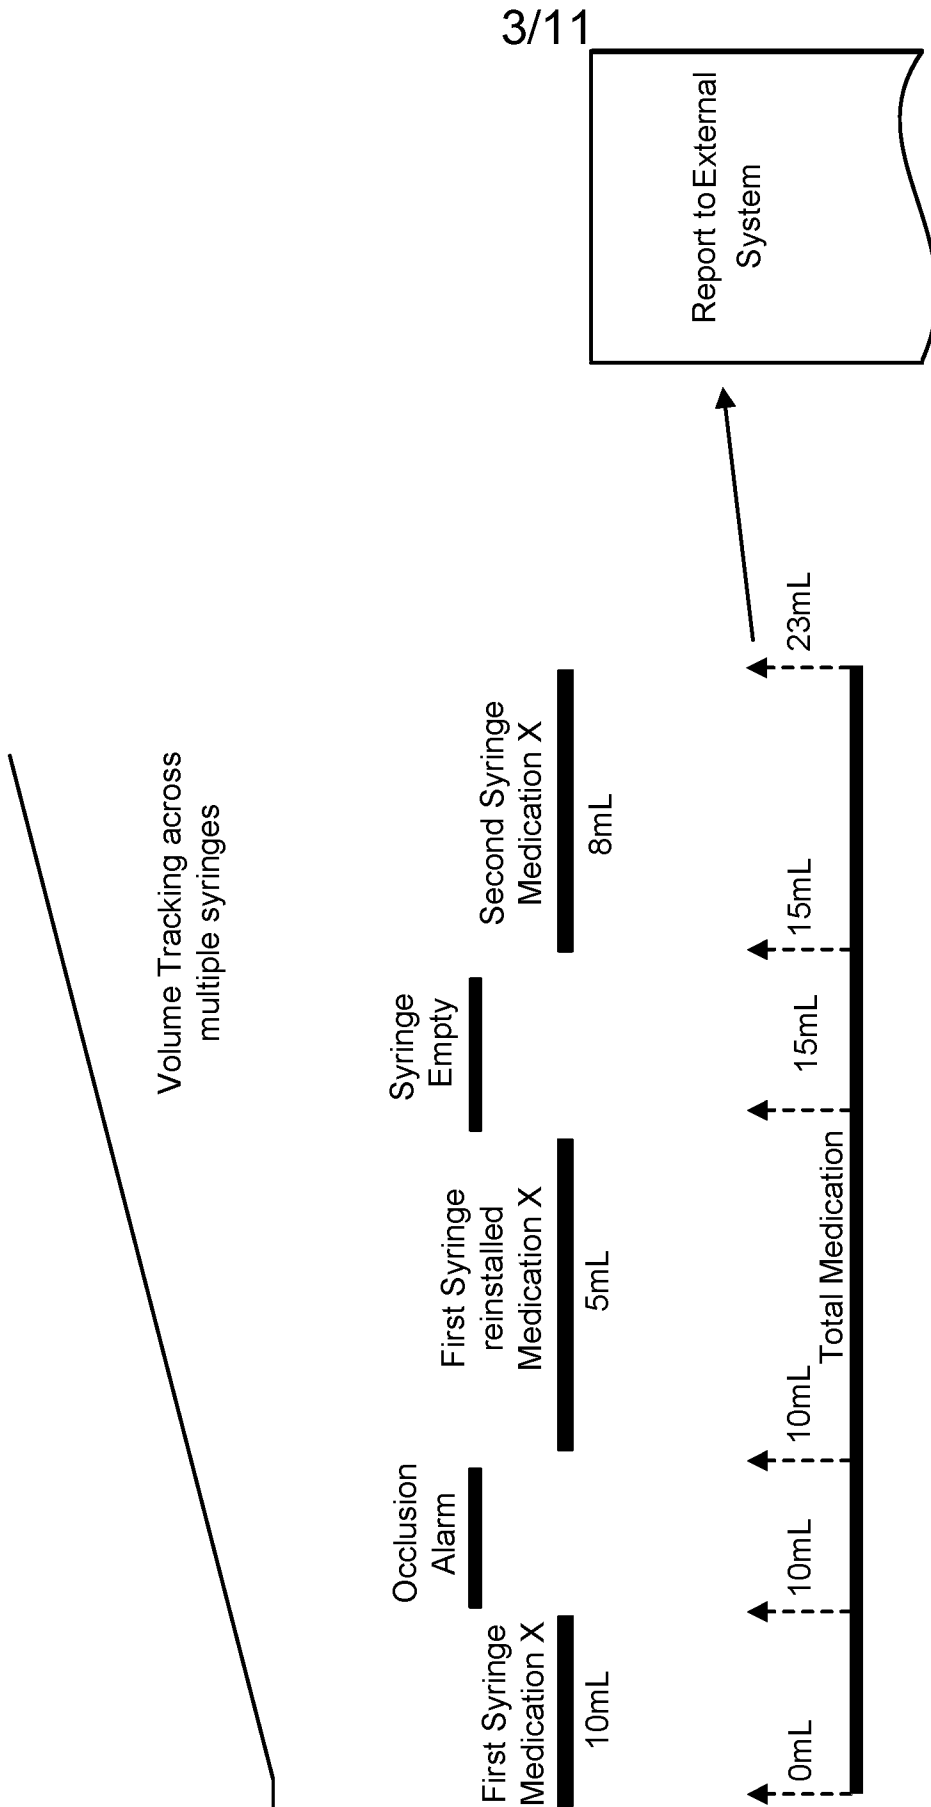 3/11
Volume Tracking across
multiple syringes
Occlusion
Alarm
Syringe
Empty
First Syringe
Medication X
10mL
First Syringe
reinstalled
Medication X
5mL
Second Syringe
Medication X
8mL
0mL
10mL
10mL
15mL
15mL
23mL
Total Medication
Report to External
System